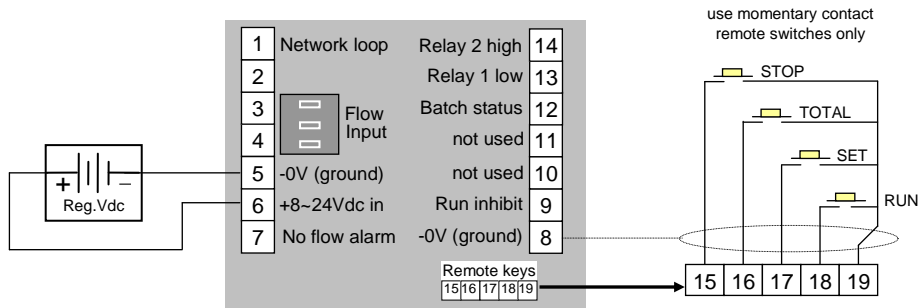 use momentary contact
remote switches only
1 Network loop
2
3
4
Flow
Input
5 -0V (ground)
6 +8~24Vdc in
7 No flow alarm
Relay 2 high 14
Relay 1 low 13
Batch status 12
not used 11
not used 10
Run inhibit 9
-0V (ground) 8
+ –
Reg.Vdc
Remote keys
15 16 17 18 19
STOP
TOTAL
SET
RUN
15 16 17 18 19